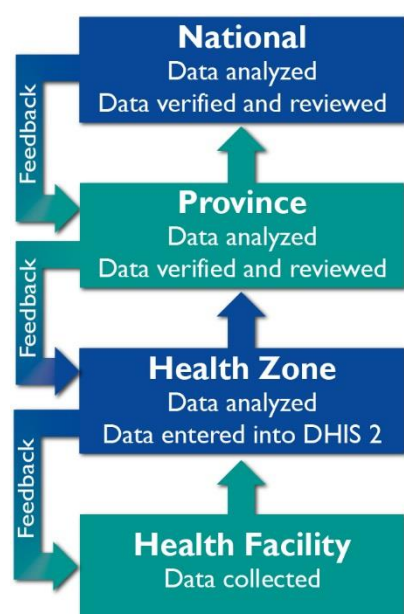 National
Data analyzed
Data verified and reviewed
Feedback
Province
Data analyzed
Data verified and reviewed
Feedback
Health Zone
Data analyzed
Data entered into DHIS 2
Feedback
Health Facility
Data collected